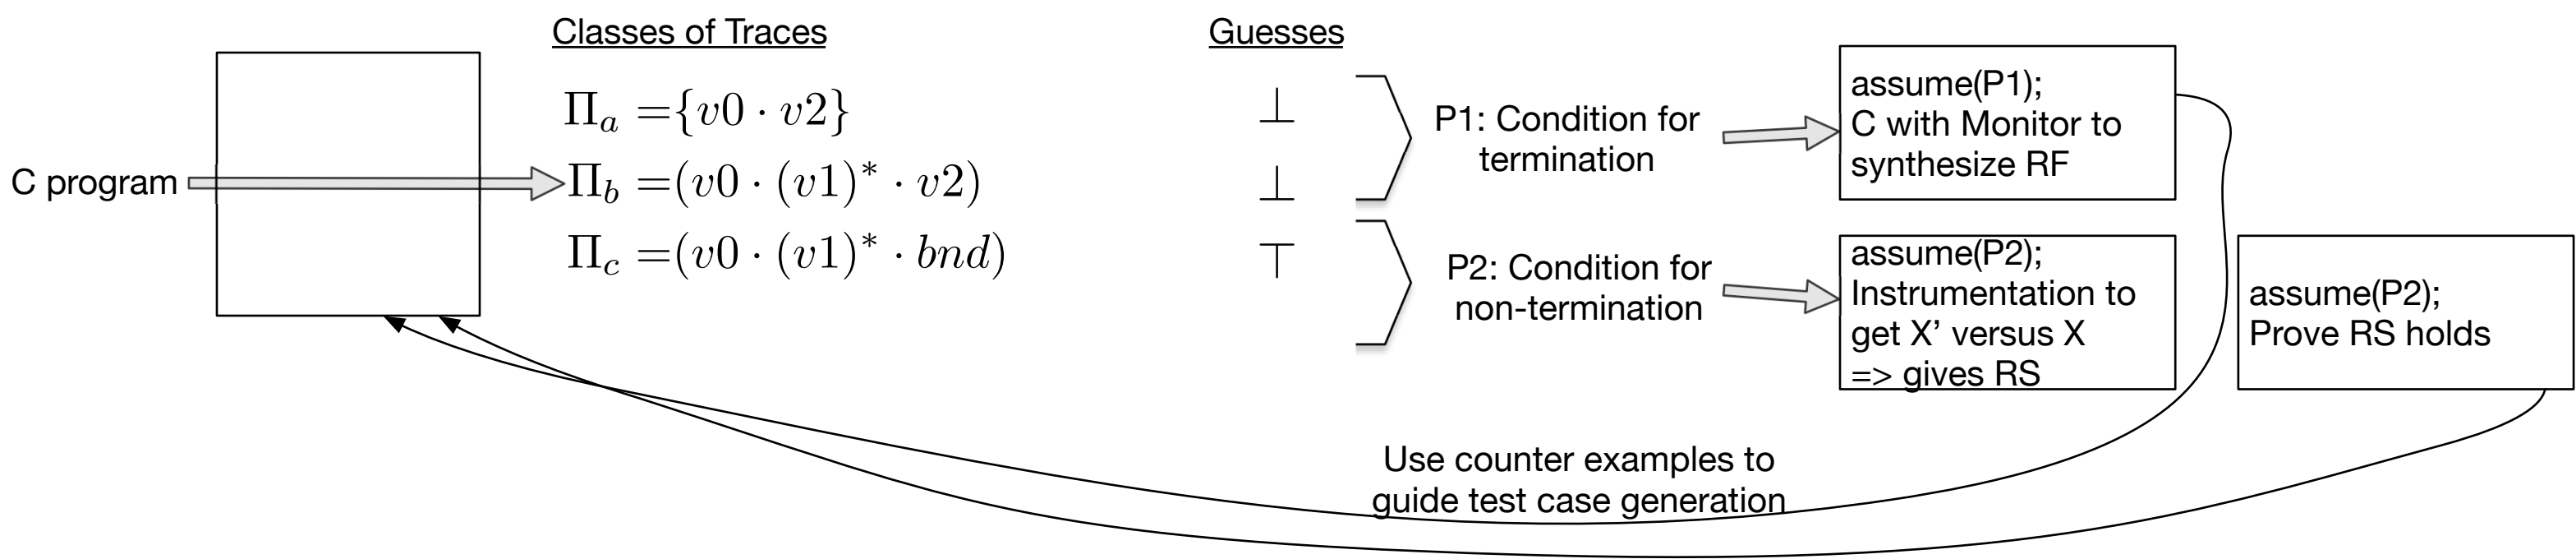 Classes of Traces
Guesses
C program
Πa ={v0 · v2}
Πb =(v0 · (v1)* · v2)
Πc =(v0 · (v1)* · bnd)
⊥
⊥
⊤
P1: Condition for
termination
P2: Condition for
non-termination
assume(P1);
C with Monitor to
synthesize RF
assume(P2);
Instrumentation to
get X’ versus X
=> gives RS
assume(P2);
Prove RS holds
Use counter examples to
guide test case generation